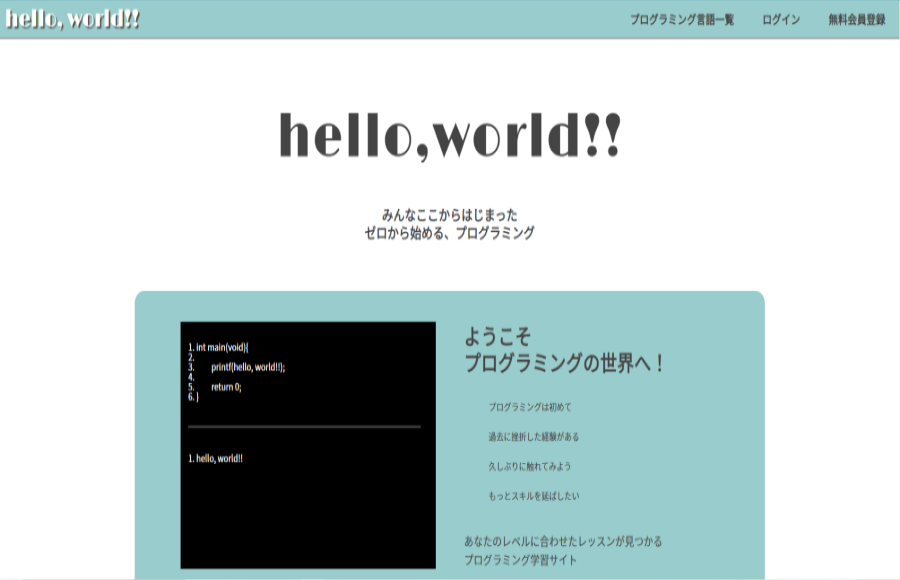 hello, world!!
プログラミング言語一覧 ログイン 無料会員登録
hello,world!!
みんなここからはじまった
ゼロから始める、プログラミング
1. int main(void){
2.
3. printf(hello, world!!);
4.
5. return 0;
6. }
1. hello, world!!
ようこそ
プログラミングの世界へ！
プログラミングは初めて
過去に挫折した経験がある
久しぶりに触れてみよう
もっとスキルを延ばしたい
あなたのレベルに合わせたレッスンが見つかる
プログラミング学習サイト